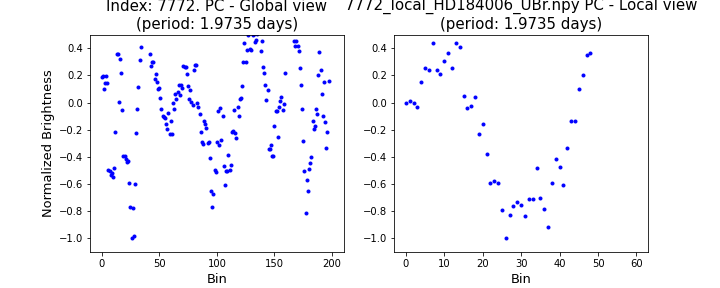 Index: 7772. PC - Global view
(period: 1.9735 days)
7772_local_HD184006_UBr.npy PC - Local view
(period: 1.9735 days)
Normalized Brightness
0.4
0.2
0.0
−0.2
−0.4
−0.6
−0.8
−1.0
0 50 100 150 200
Bin
0.4
0.2
0.0
−0.2
−0.4
−0.6
−0.8
−1.0
0 10 20 30 40 50 60
Bin